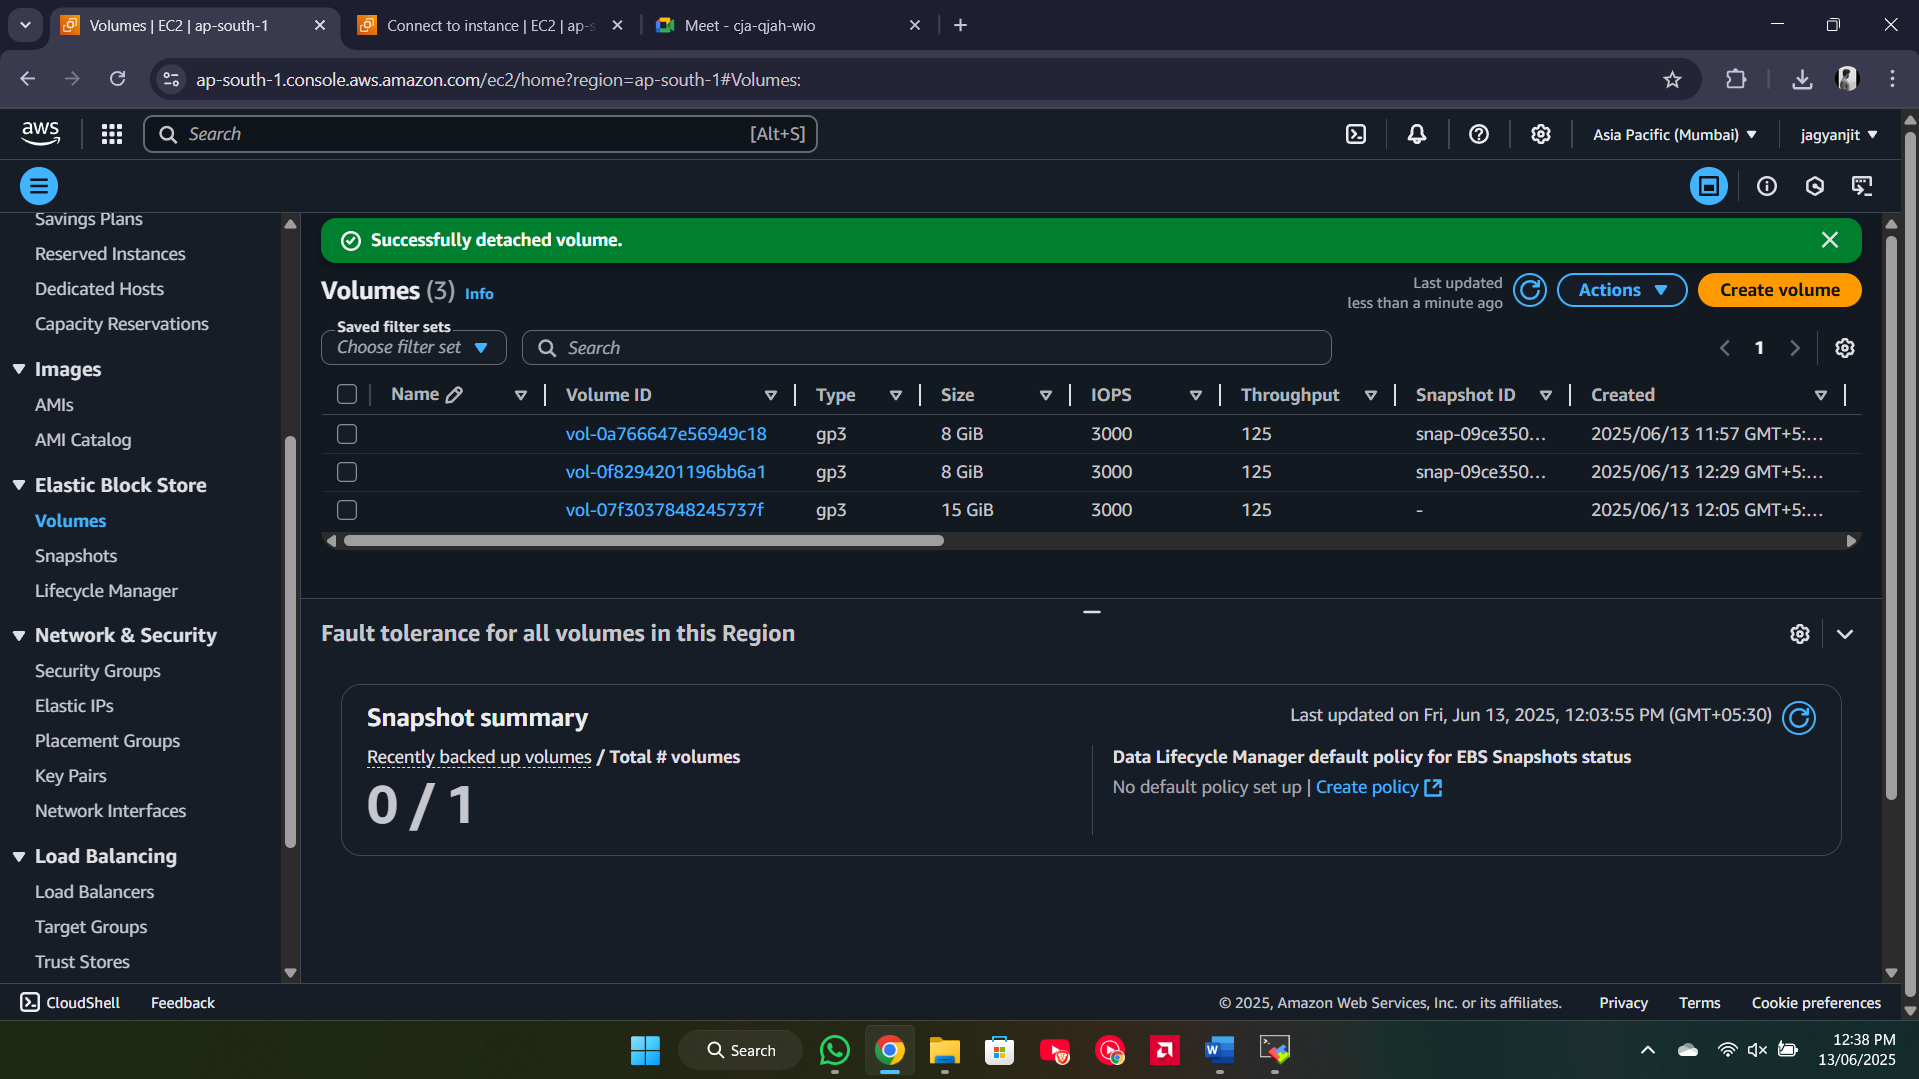 Volumes | EC2 | ap-south-1
Connect to instance | EC2 | ap-s
Meet - cja-qjah-wio
ap-south-1.console.aws.amazon.com/ec2/home?region=ap-south-1#Volumes:
aws
Search [Alt+S]
Asia Pacific (Mumbai)
jagyanjit
Savings Plans
Reserved Instances
Dedicated Hosts
Capacity Reservations
Images
AMIs
AMI Catalog
Elastic Block Store
Volumes
Snapshots
Lifecycle Manager
Network & Security
Security Groups
Elastic IPs
Placement Groups
Key Pairs
Network Interfaces
Load Balancing
Load Balancers
Target Groups
Trust Stores
Successfully detached volume.
Volumes (3) Info
Last updated
less than a minute ago
Actions
Create volume
Saved filter sets
Choose filter set
Search
1
Name Volume ID Type Size IOPS Throughput Snapshot ID Created
vol-0a766647e56949c18 gp3 8 GiB 3000 125 snap-09ce350... 2025/06/13 11:57 GMT+5:...
vol-0f8294201196bb6a1 gp3 8 GiB 3000 125 snap-09ce350... 2025/06/13 12:29 GMT+5:...
vol-07f3037848245737f gp3 15 GiB 3000 125 - 2025/06/13 12:05 GMT+5:...
Fault tolerance for all volumes in this Region
Snapshot summary
Last updated on Fri, Jun 13, 2025, 12:03:55 PM (GMT+05:30)
Recently backed up volumes / Total # volumes
0 / 1
Data Lifecycle Manager default policy for EBS Snapshots status
No default policy set up | Create policy
CloudShell
Feedback
© 2025, Amazon Web Services, Inc. or its affiliates.
Privacy
Terms
Cookie preferences
Search
12:38 PM
13/06/2025